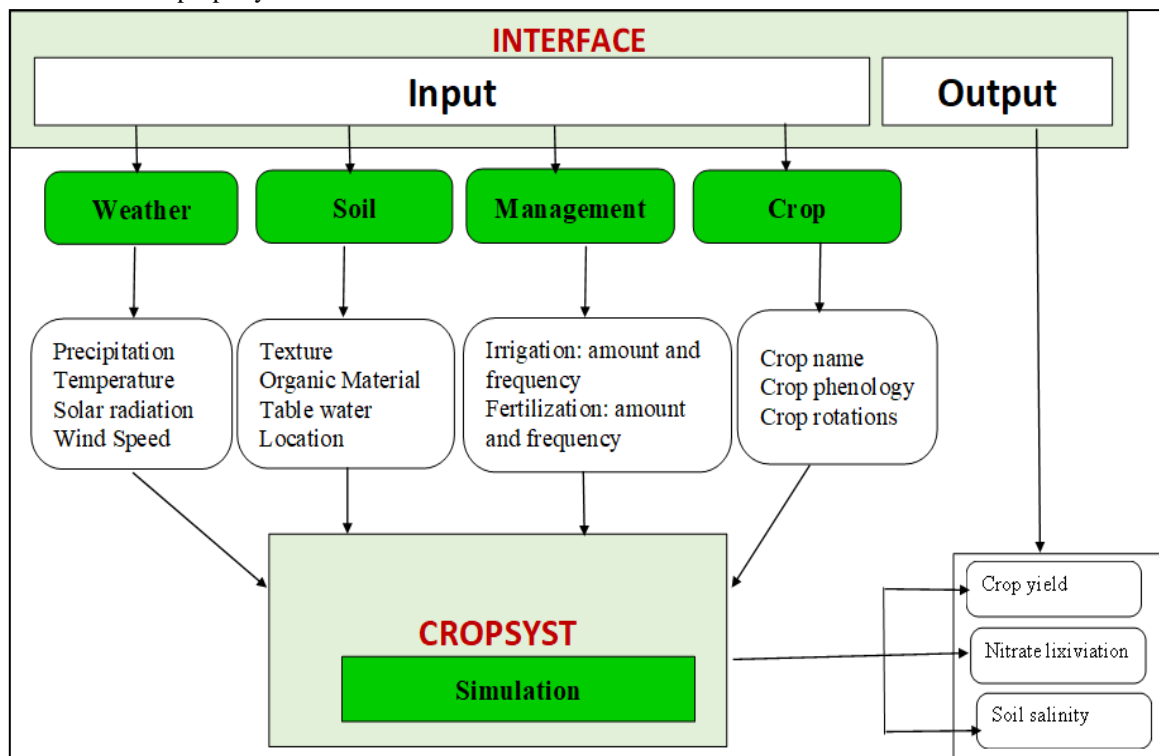 INTERFACE
Input
Output
Weather
Soil
Management
Crop
Precipitation
Temperature
Solar radiation
Wind Speed
Texture
Organic Material
Table water
Location
Irrigation: amount and
frequency
Fertilization: amount
and frequency
Crop name
Crop phenology
Crop rotations
CROPSYST
Simulation
Crop yield
Nitrate lixiviation
Soil salinity